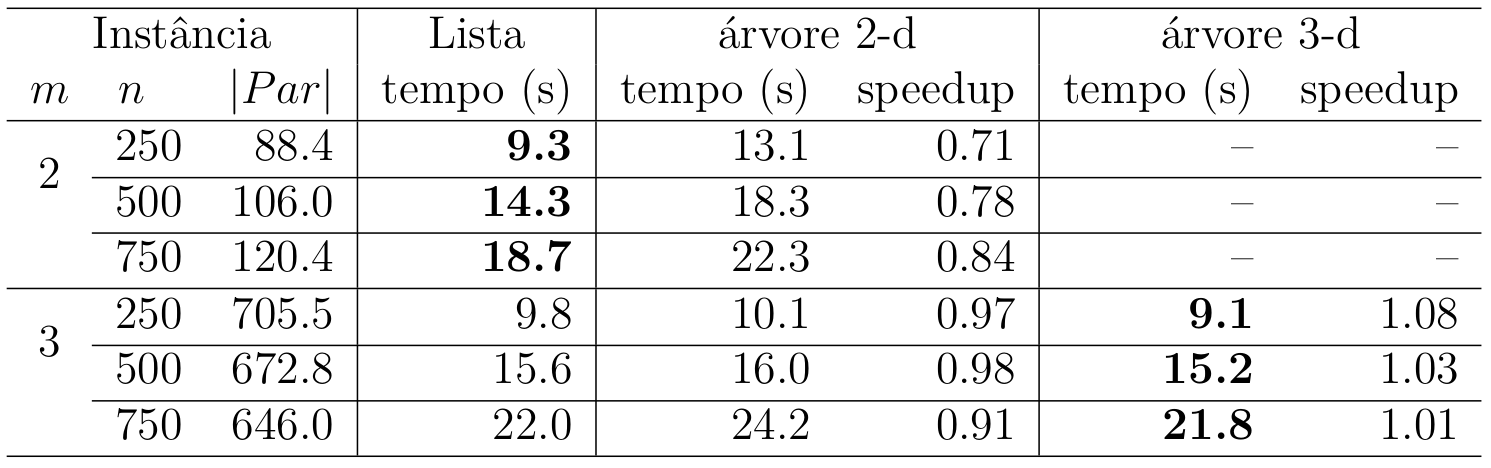 Instância Lista árvore 2-d árvore 3-d
m n |Par| tempo (s) tempo (s) speedup tempo (s) speedup
250 88.4 9.3 13.1 0.71 – –
2
500 106.0 14.3 18.3 0.78 – –
750 120.4 18.7 22.3 0.84 – –
250 705.5 9.8 10.1 0.97 9.1 1.08
3
500 672.8 15.6 16.0 0.98 15.2 1.03
750 646.0 22.0 24.2 0.91 21.8 1.01